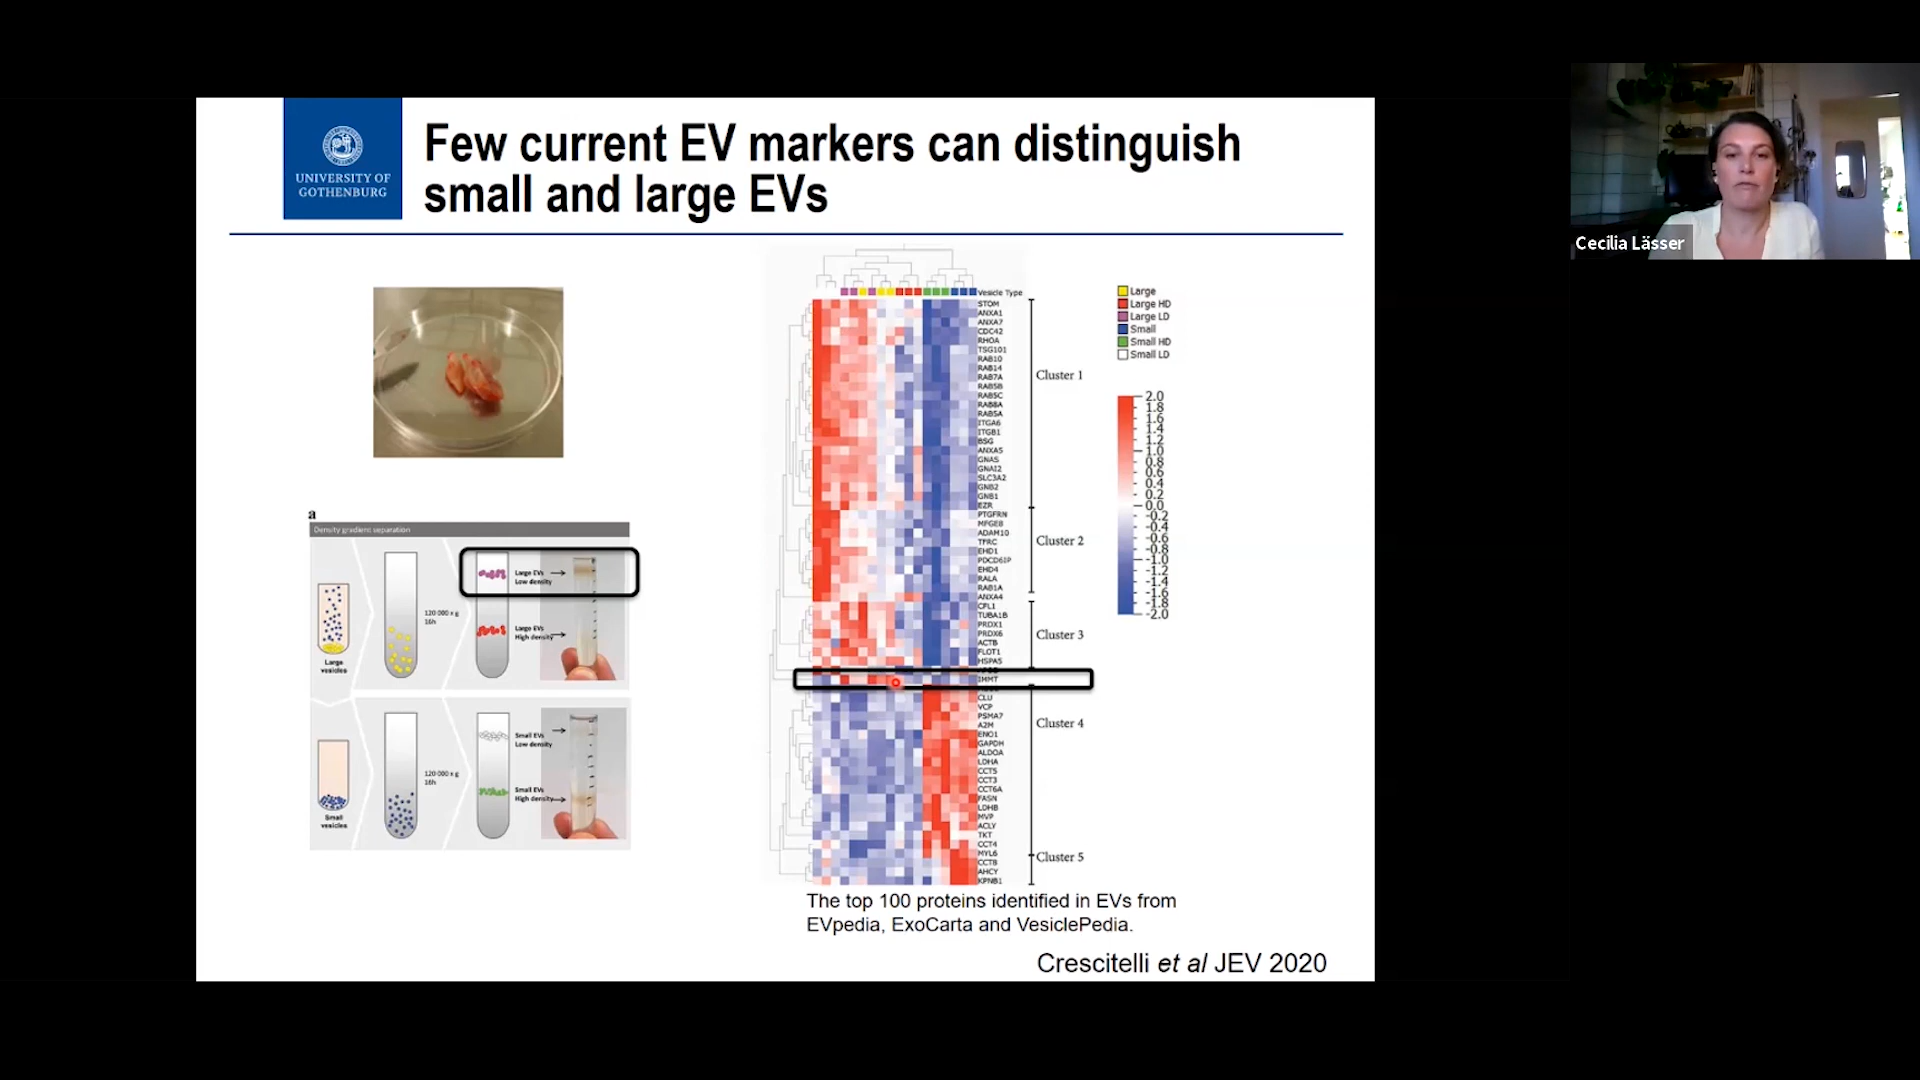 UNIVERSITY OF
GOTHENBURG
Few current EV markers can distinguish
small and large EVs
Cecilia Lässer
a
Density gradient separation
Large
vesicles
120 000 x g
16h
Large EVs
Low density
Large EVs
High density
Small
vesicles
120 000 x g
16h
Small EVs
Low density
Small EVs
High density
Vesicle Type
STOM
ANXA1
ANXA7
CDC42
RHOA
TSG101
RAB10
RAB14
RAB7A
RAB5B
RAB5C
RAB8A
RAB5A
ITGA6
ITGB1
BSG
ANXA5
GNAS
GNAI2
SLC3A2
GNB2
GNB1
EZR
PTGFRN
MFGE8
ADAM10
TFRC
EHD1
PDCD6IP
EHD4
RALA
RAB1A
ANXA4
CFL1
TUBA1B
PRDX1
PRDX6
ACTB
FLOT1
HSPA5
IMMT
CLU
VCP
PSMA7
A2M
ENO1
GAPDH
ALDOA
LDHA
CCT5
CCT3
CCT6A
FASN
LDHB
MVP
ACLY
TKT
CCT4
MYL6
CCT8
AHCY
KPNB1
Cluster 1
Cluster 2
Cluster 3
Cluster 4
Cluster 5
Large
Large HD
Large LD
Small
Small HD
Small LD
2.0
1.8
1.6
1.4
1.2
1.0
0.8
0.6
0.4
0.2
0.0
-0.2
-0.4
-0.6
-0.8
-1.0
-1.2
-1.4
-1.6
-1.8
-2.0
The top 100 proteins identified in EVs from
EVpedia, ExoCarta and VesiclePedia.
Crescitelli et al JEV 2020